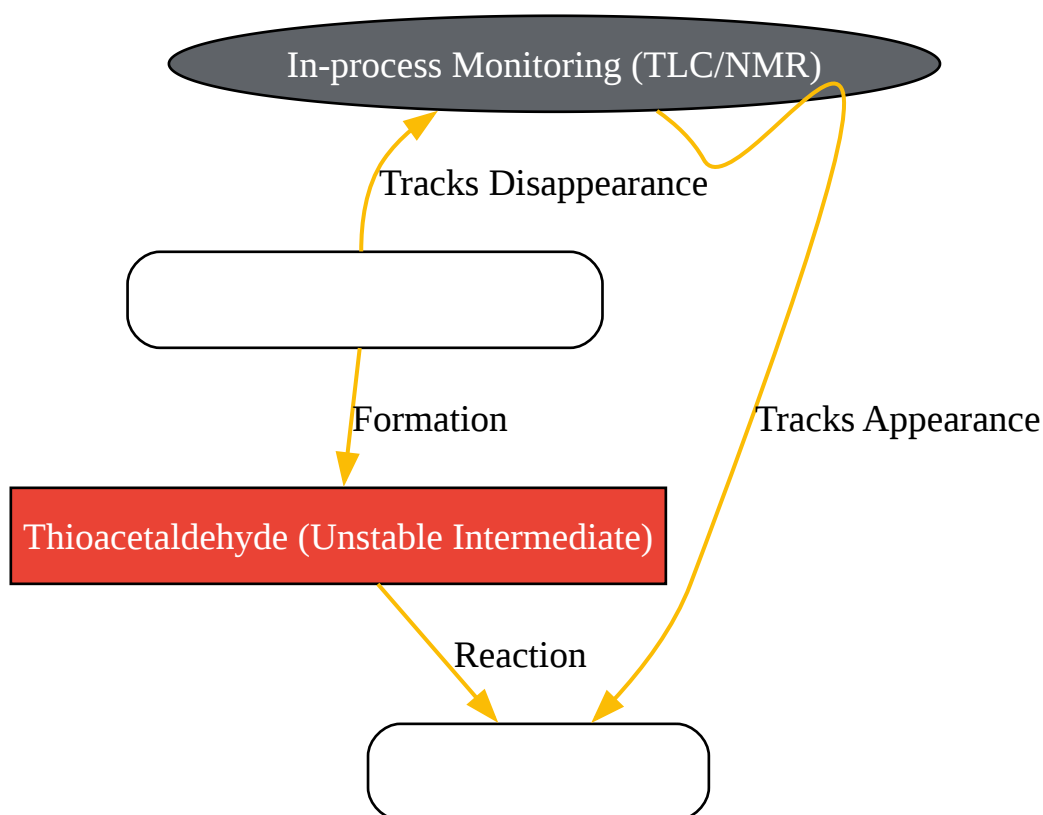 In-process Monitoring (TLC/NMR)
Tracks Disappearance
Formation
Tracks Appearance
Thioacetaldehyde (Unstable Intermediate)
Reaction